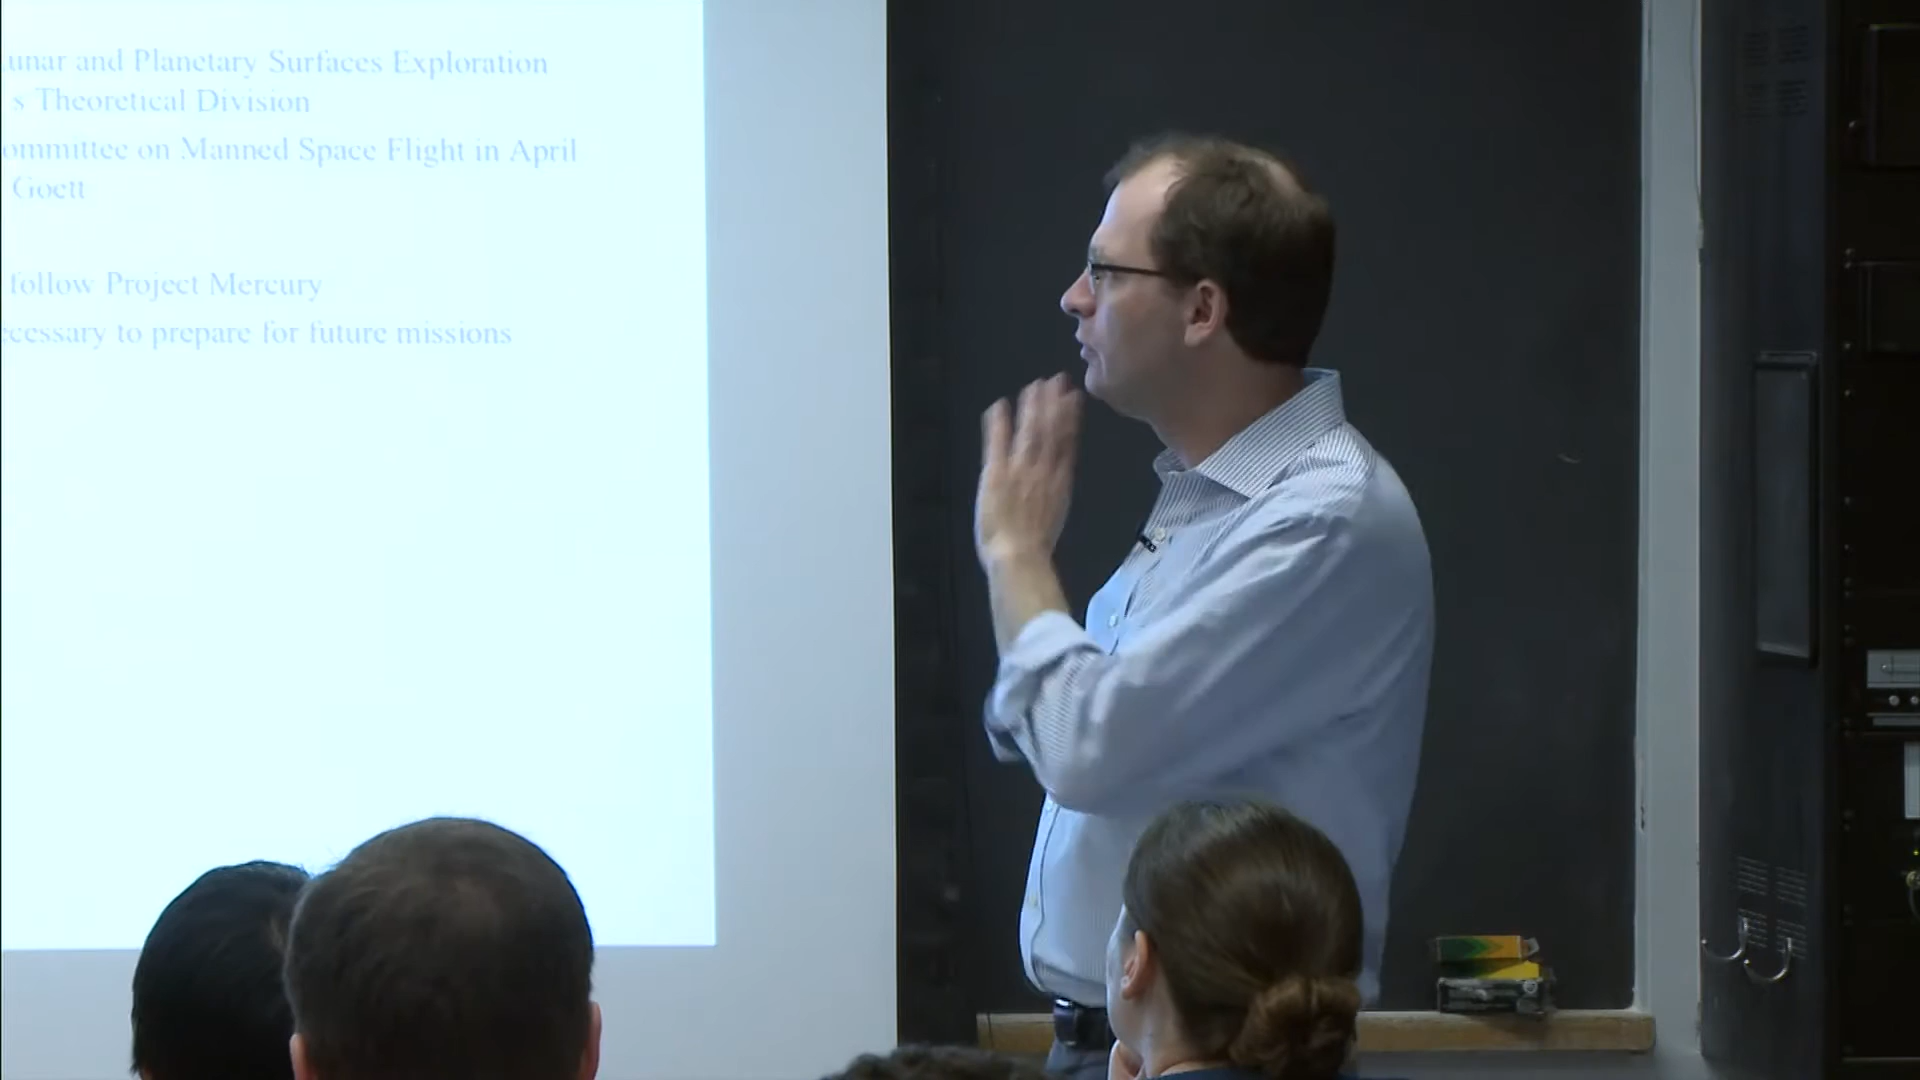 unar and Planetary Surfaces Exploration
s Theoretical Division
ommittee on Manned Space Flight in April
Goett
follow Project Mercury
ecessary to prepare for future missions